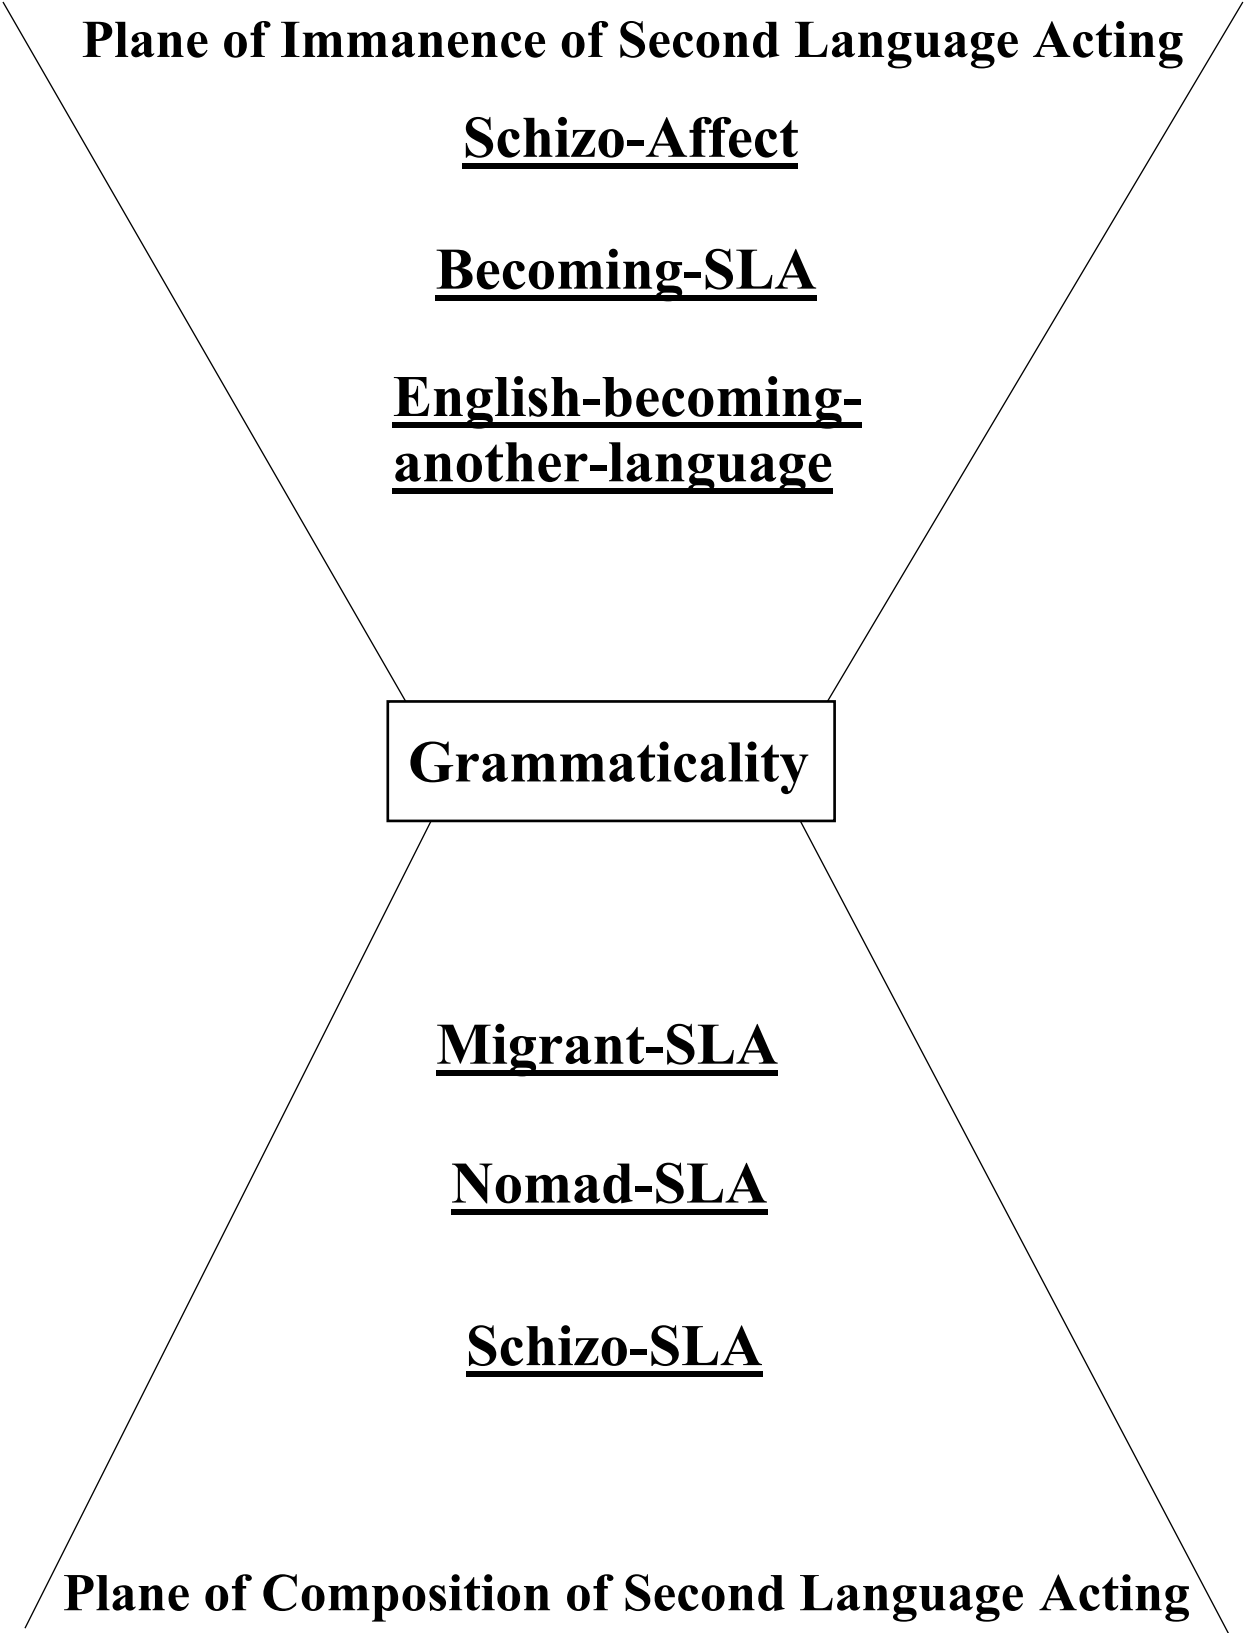 Plane of Immanence of Second Language Acting
Schizo-Affect
Becoming-SLA
English-becoming-
another-language
Grammaticality
Migrant-SLA
Nomad-SLA
Schizo-SLA
Plane of Composition of Second Language Acting